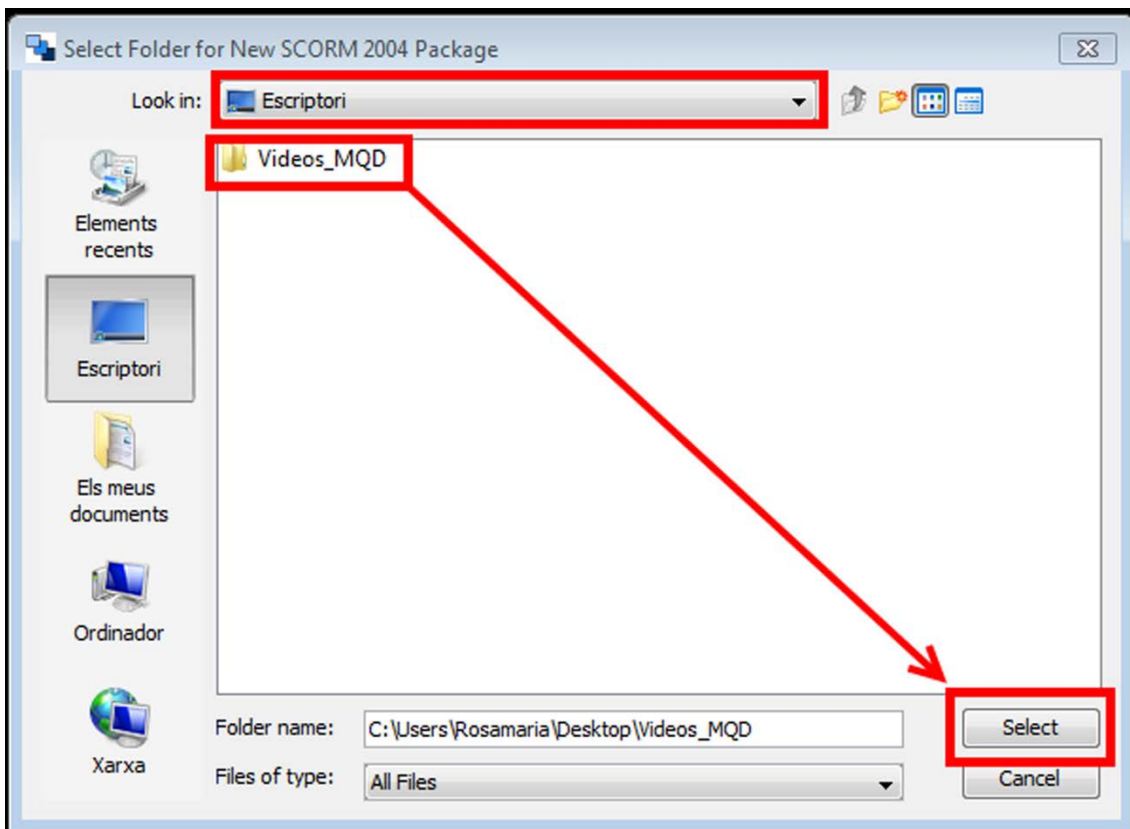 Select Folder for New SCORM 2004 Package
Look in: Escriptori
Videos_MQD
Elements
recents
Escriptori
Els meus
documents
Ordinador
Xarxa
Folder name: C:\Users\Rosamaria\Desktop\Videos_MQD
Select
Files of type: All Files
Cancel